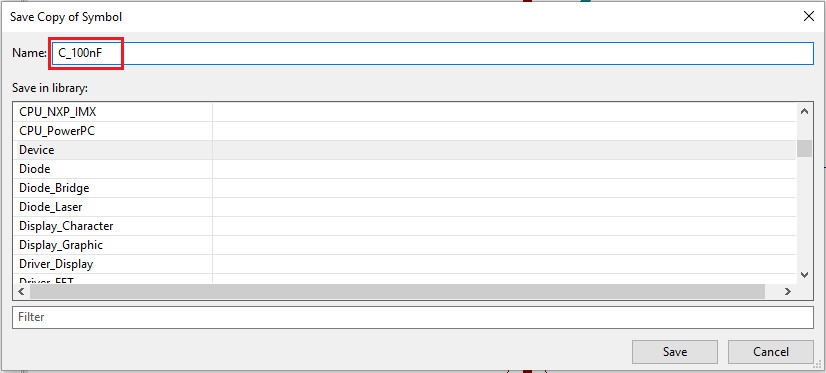 Save Copy of Symbol
Name: C_100nF
Save in library:
CPU_NXP_IMX
CPU_PowerPC
Device
Diode
Diode_Bridge
Diode_Laser
Display_Character
Display_Graphic
Driver_Display
Driver_FET
Filter
Save Cancel